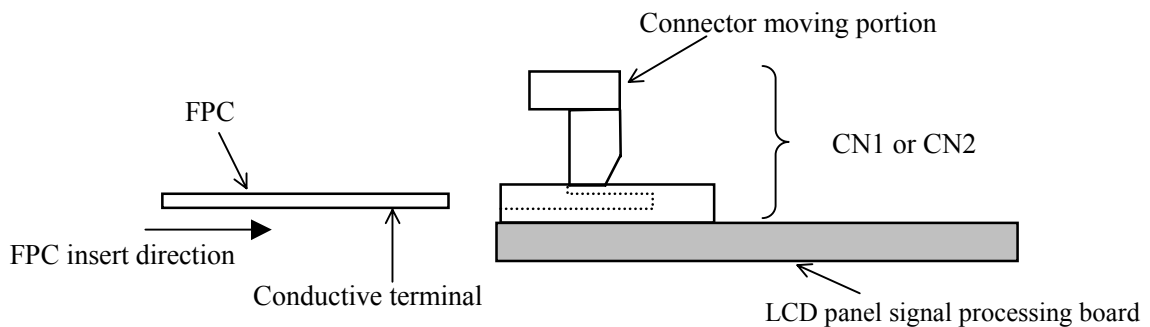 Connector moving portion
FPC
CN1 or CN2
FPC insert direction
Conductive terminal
LCD panel signal processing board